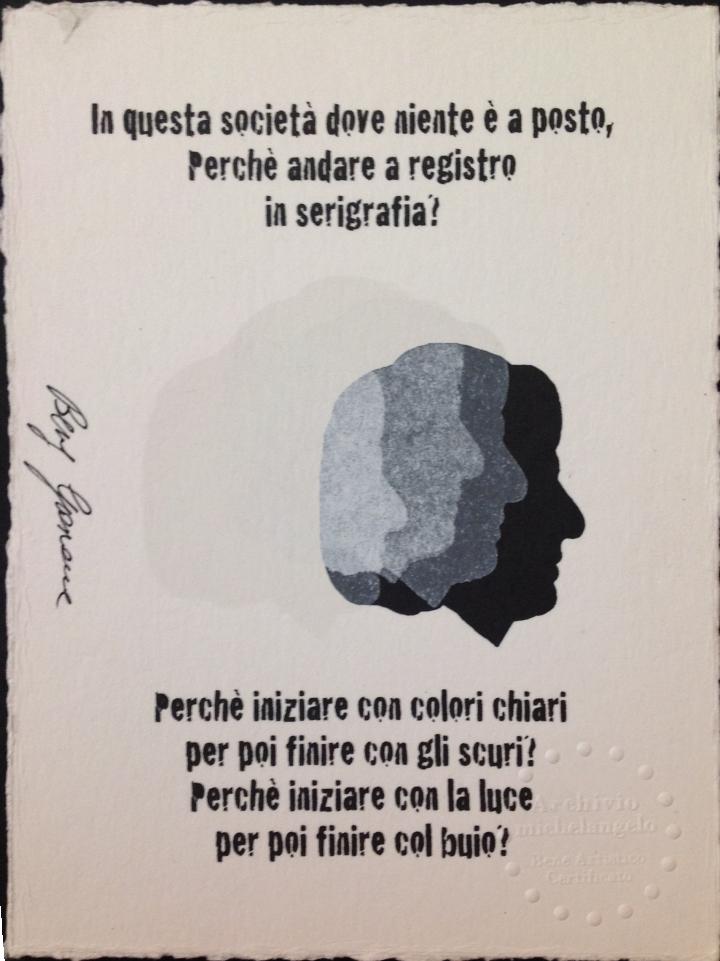 In questa società dove niente è a posto,
Perchè andare a registro
in serigrafia?
Perchè iniziare con colori chiari
per poi finire con gli scuri?
Perchè iniziare con la luce
per poi finire col buio?
Archivio
michelangelo
Bene Artistico
Certificato